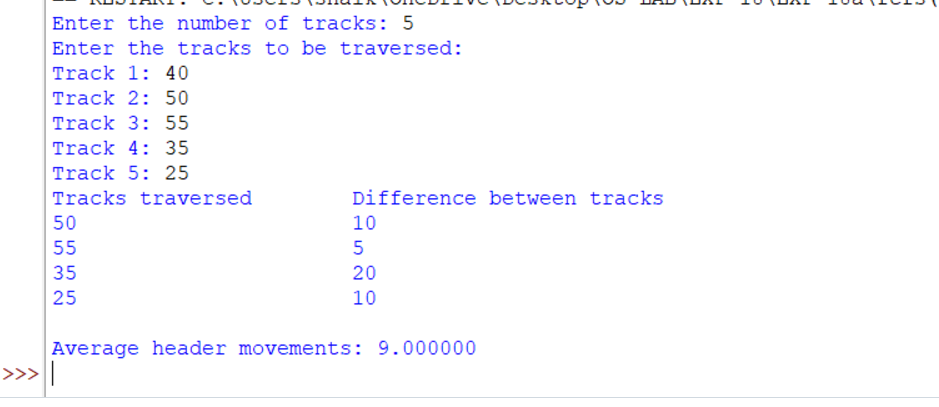 Enter the number of tracks: 5
Enter the tracks to be traversed:
Track 1: 40
Track 2: 50
Track 3: 55
Track 4: 35
Track 5: 25
Tracks traversed Difference between tracks
50 10
55 5
35 20
25 10
Average header movements: 9.000000
>>>